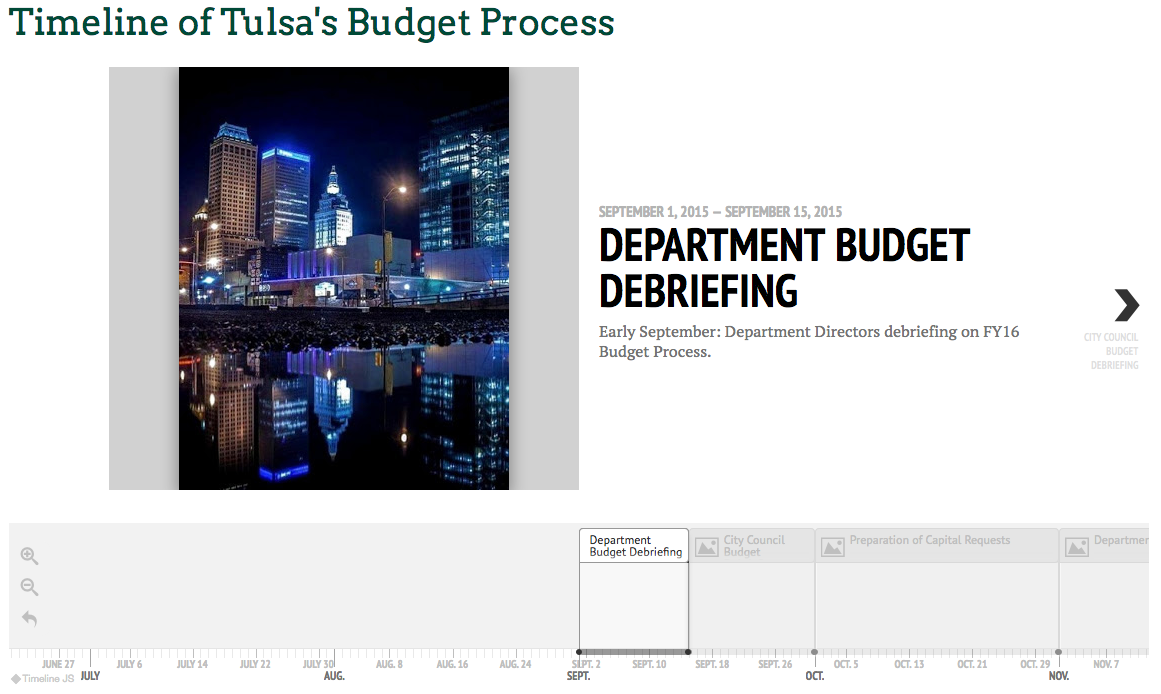 Timeline of Tulsa's Budget Process
SEPTEMBER 1, 2015 — SEPTEMBER 15, 2015
DEPARTMENT BUDGET
DEBRIEFING
Early September: Department Directors debriefing on FY16
Budget Process.
CITY COUNCIL
BUDGET
DEBRIEFING
Department
Budget Debriefing
City Council
Budget
Preparation of Capital Requests
Departmen
JUNE 27 JULY 6 JULY 14 JULY 22 JULY 30 AUG. 8 AUG. 16 AUG. 24 SEPT. 2 SEPT. 10 SEPT. 18 SEPT. 26 OCT. 5 OCT. 13 OCT. 21 OCT. 29 NOV. 7
Timeline JS JULY AUG. SEPT. OCT. NOV.